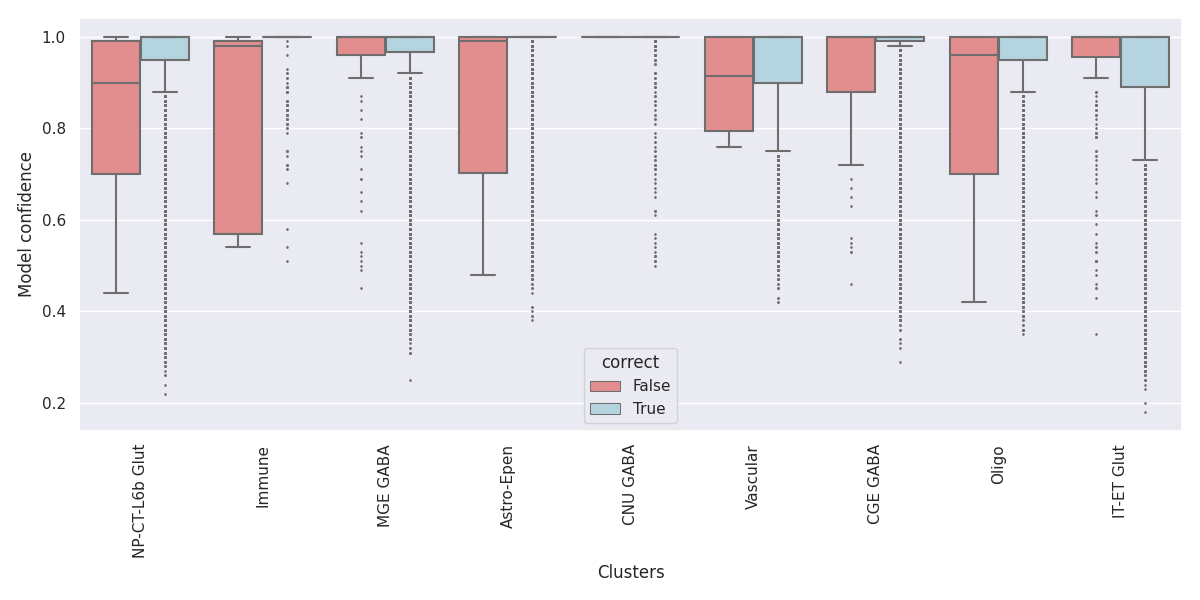 1.0
0.8
0.6
0.4
0.2
Model confidence
correct
False
True
NP-CT-L6b Glut
Immune
MGE GABA
Astro-Epen
CNU GABA
Vascular
CGE GABA
Oligo
IT-ET Glut
Clusters